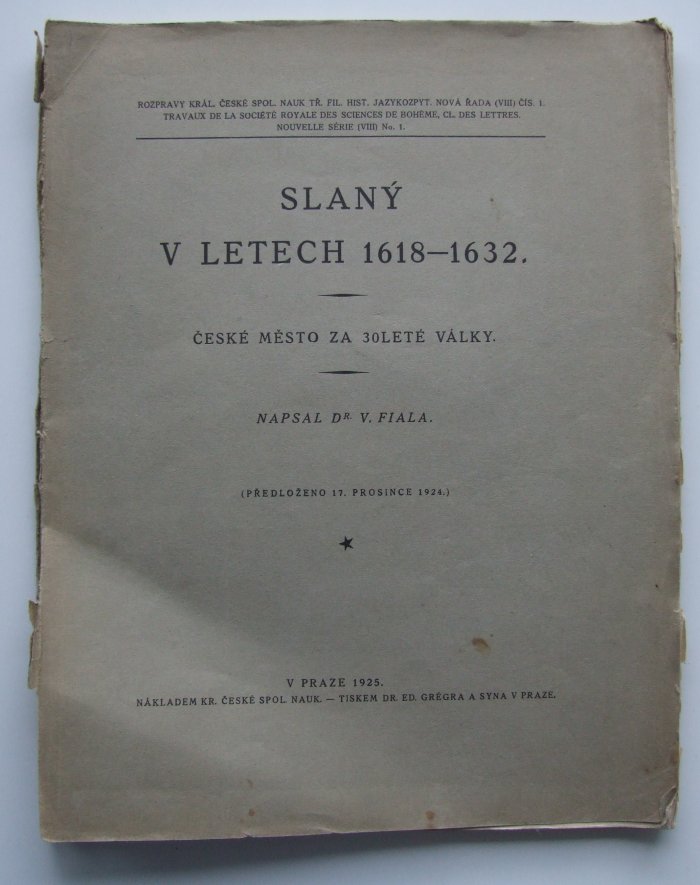 ROZPRAVY KRÁL. ČESKÉ SPOL. NAUK TŘ. FIL. HIST. JAZYKOZPYT. NOVÁ ŘADA (VIII) ČÍS. 1.
TRAVAUX DE LA SOCIÉTÉ ROYALE DES SCIENCES DE BOHÊME, CL. DES LETTRES.
NOUVELLE SÉRIE (VIII) No. 1.
SLANÝ
V LETECH 1618—1632.
ČESKÉ MĚSTO ZA 30LETÉ VÁLKY.
NAPSAL DR. V. FIALA.
(PŘEDLOŽENO 17. PROSINCE 1924.)
V PRAZE 1925.
NÁKLADEM KR. ČESKÉ SPOL. NAUK. — TISKEM DR. ED. GRÉGRA A SYNA V PRAZE.